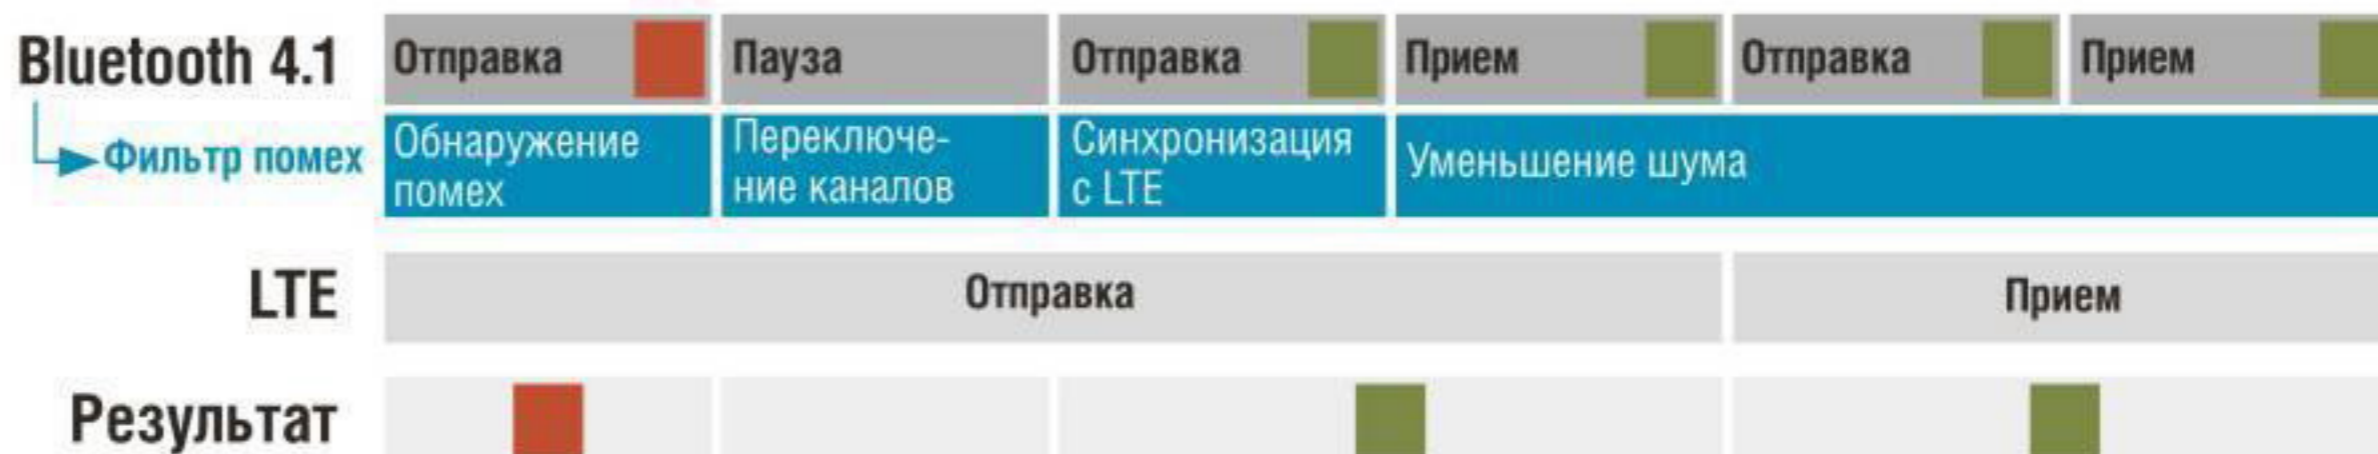 Bluetooth 4.1
Отправка
Пауза
Отправка
Прием
Отправка
Прием
Фильтр помех
Обнаружение
помех
Переключе-
ние каналов
Синхронизация
с LTE
Уменьшение шума
LTE
Отправка
Прием
Результат